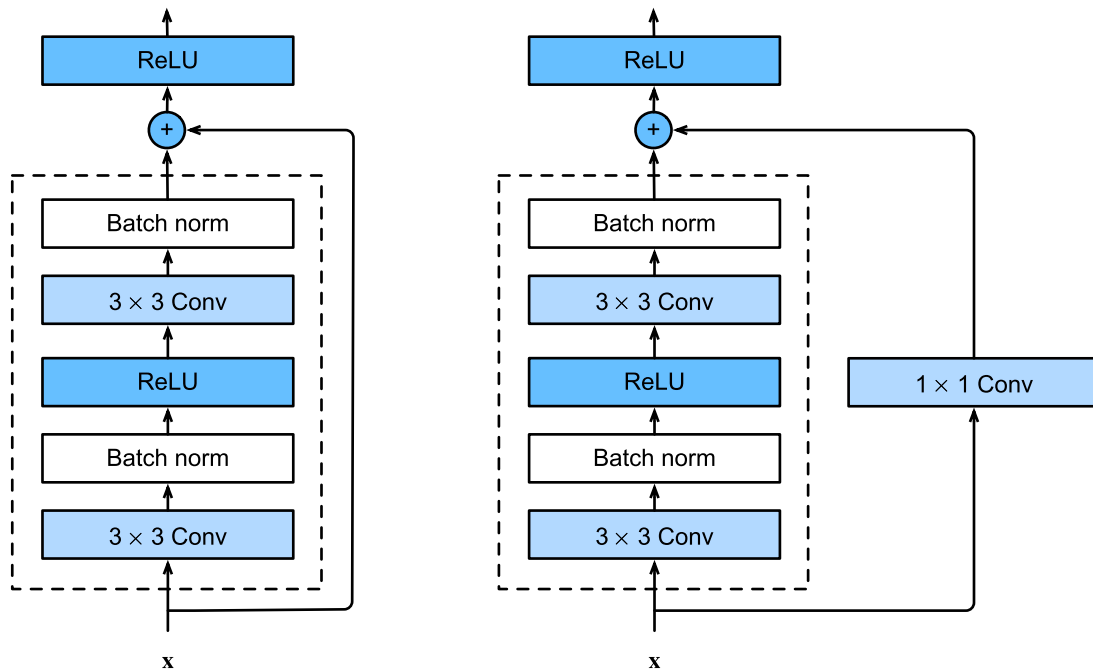 ReLU
+
Batch norm
3 × 3 Conv
ReLU
Batch norm
3 × 3 Conv
x
ReLU
+
Batch norm
3 × 3 Conv
ReLU
1 × 1 Conv
Batch norm
3 × 3 Conv
x